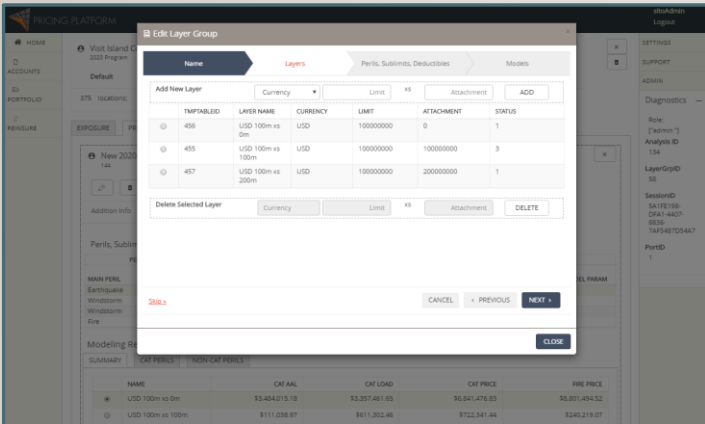 PRICING PLATFORM
sitoAdmin
Logout
HOME
ACCOUNTS
PORTFOLIO
REINSURE
Visit Island C
2020 Program
Default
375 locations;
EXPOSURE PR
New 2020
144
Addition Info
Perils, Sublim
PE
MAIN PERIL
Earthquake
Windstorm
Windstorm
Fire
DEL PARAM
Edit Layer Group
×
Name Layers Perils, Sublimits, Deductibles Models
Add New Layer Currency Limit xs Attachment ADD
TMPTABLEID LAYER NAME CURRENCY LIMIT ATTACHMENT STATUS
456 USD 100m xs 0m USD 100000000 0 1
455 USD 100m xs 100m USD 100000000 100000000 3
457 USD 100m xs 200m USD 100000000 200000000 1
Delete Selected Layer Currency Limit xs Attachment DELETE
Skip »
CANCEL ‹ PREVIOUS NEXT ›
CLOSE
Modeling Re
SUMMARY CAT PERILS NON-CAT PERILS
NAME CAT AAL CAT LOAD CAT PRICE FIRE PRICE
USD 100m xs 0m $3,484,015.18 $3,357,461.65 $6,841,476.83 $8,801,494.52
USD 100m xs 100m $111,038.97 $611,302.46 $722,341.44 $240,219.07
SETTINGS
SUPPORT
ADMIN
Diagnostics —
Role:
["admin "]
Analysis ID
134
LayerGrpID
58
SessionID
7AF5487D54A7
PortID
1